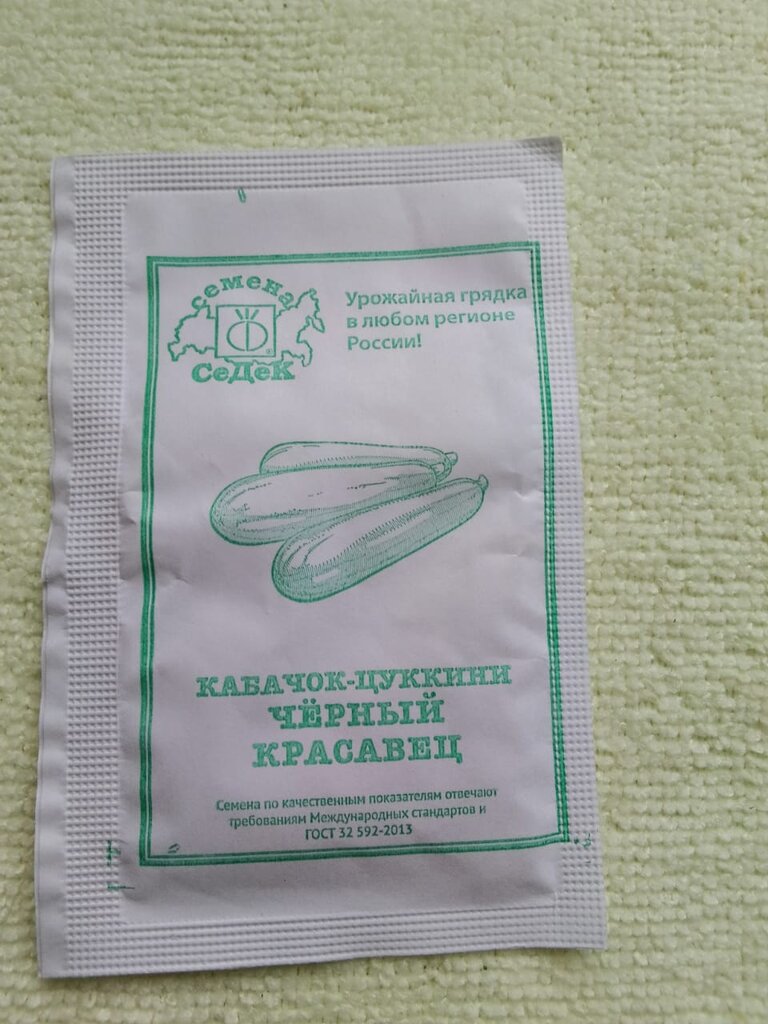 семена
СеДеК
Урожайная грядка
в любом регионе
России!
КАБАЧОК-ЦУККИНИ
ЧЁРНЫЙ
КРАСАВЕЦ
Семена по качественным показателям отвечают
требованиям Международных стандартов и
ГОСТ 32 592-2013